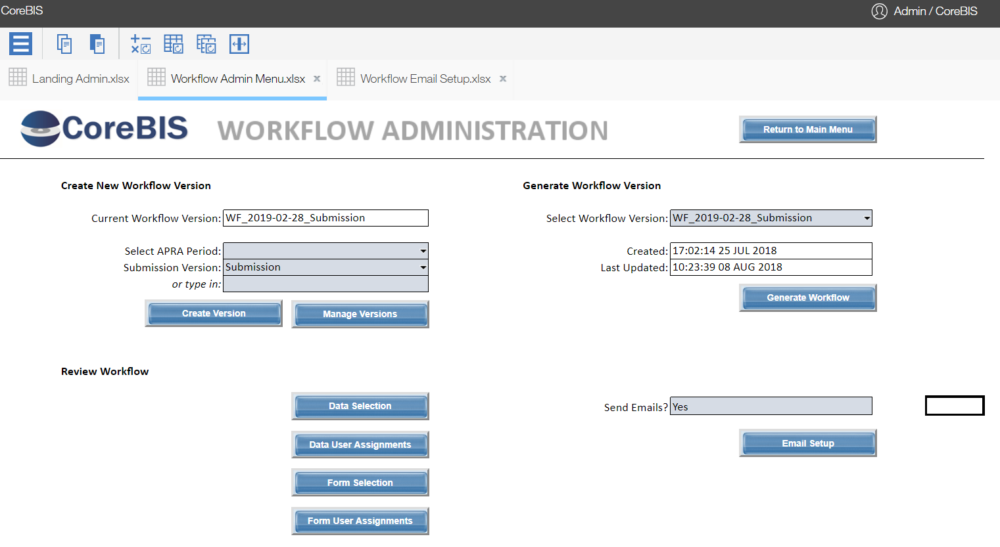 CoreBIS
Admin / CoreBIS
Landing Admin.xlsx
Workflow Admin Menu.xlsx
Workflow Email Setup.xlsx
CoreBIS
WORKFLOW ADMINISTRATION
Return to Main Menu
Create New Workflow Version
Current Workflow Version: WF_2019-02-28_Submission
Select APRA Period:
Submission Version: Submission
or type in:
Create Version
Manage Versions
Generate Workflow Version
Select Workflow Version: WF_2019-02-28_Submission
Created: 17:02:14 25 JUL 2018
Last Updated: 10:23:39 08 AUG 2018
Generate Workflow
Review Workflow
Data Selection
Data User Assignments
Form Selection
Form User Assignments
Send Emails? Yes
Email Setup